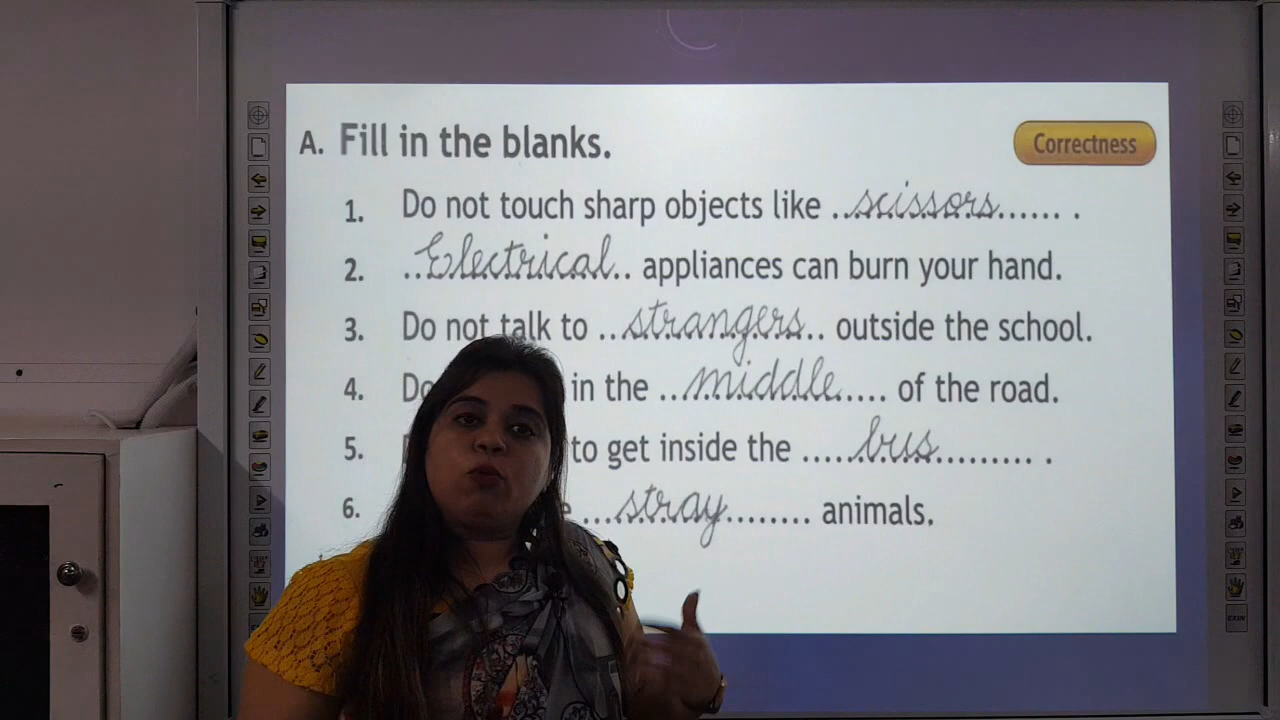 A. Fill in the blanks.
Correctness
1. Do not touch sharp objects like ..scissors...... .
2. ..Electrical.. appliances can burn your hand.
3. Do not talk to ..strangers.. outside the school.
4. in the ..middle.... of the road.
5. to get inside the .....bus.......... .
6. ...stray........ animals.